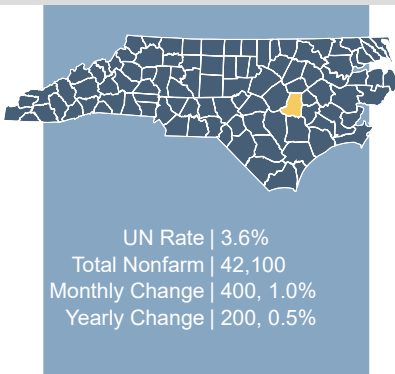 UN Rate | 3.6%
Total Nonfarm | 42,100
Monthly Change | 400, 1.0%
Yearly Change | 200, 0.5%